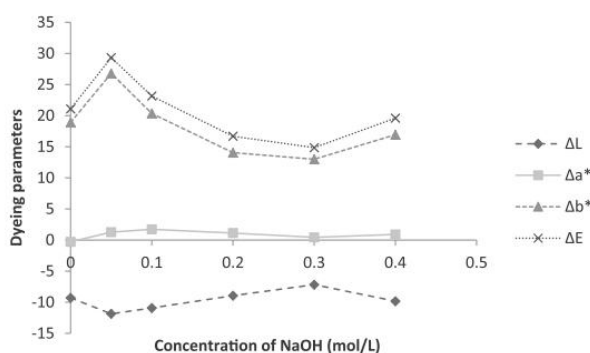 35
30
25
20
15
10
5
0
-5
-10
-15
Dyeing parameters
0 0.1 0.2 0.3 0.4 0.5
Concentration of NaOH (mol/L)
ΔL
Δa*
Δb*
ΔE